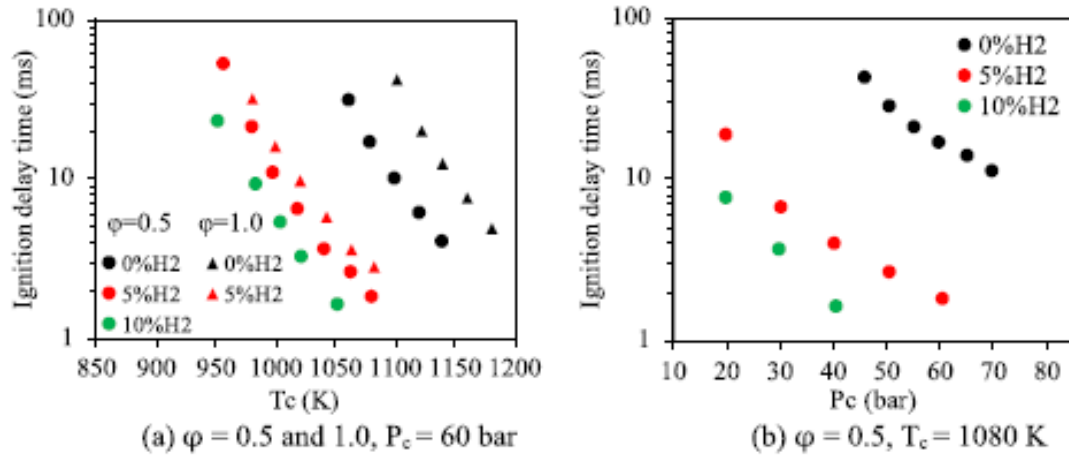 100
10
1
Ignition delay time (ms)
φ=0.5 φ=1.0
0%H2 0%H2
5%H2 5%H2
10%H2
850 900 950 1000 1050 1100 1150 1200
Tc (K)
(a) φ = 0.5 and 1.0, Pc = 60 bar
100
10
1
Ignition delay time (ms)
0%H2
5%H2
10%H2
10 20 30 40 50 60 70 80
Pc (bar)
(b) φ = 0.5, Tc = 1080 K